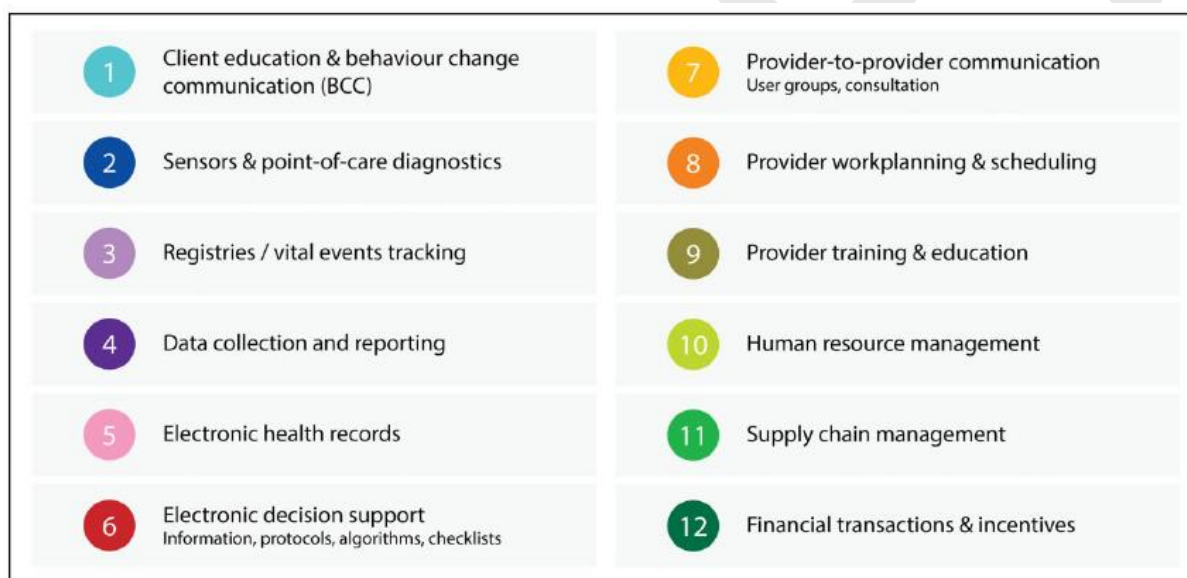 1
Client education & behaviour change
communication (BCC)
2
Sensors & point-of-care diagnostics
3
Registries / vital events tracking
4
Data collection and reporting
5
Electronic health records
6
Electronic decision support
Information, protocols, algorithms, checklists
7
Provider-to-provider communication
User groups, consultation
8
Provider workplanning & scheduling
9
Provider training & education
10
Human resource management
11
Supply chain management
12
Financial transactions & incentives